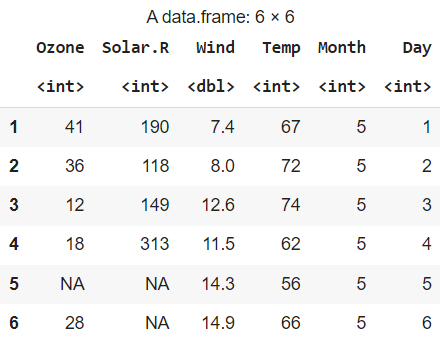 A data.frame: 6 × 6
Ozone Solar.R Wind Temp Month Day
<int> <int> <dbl> <int> <int> <int>
1 41 190 7.4 67 5 1
2 36 118 8.0 72 5 2
3 12 149 12.6 74 5 3
4 18 313 11.5 62 5 4
5 NA NA 14.3 56 5 5
6 28 NA 14.9 66 5 6